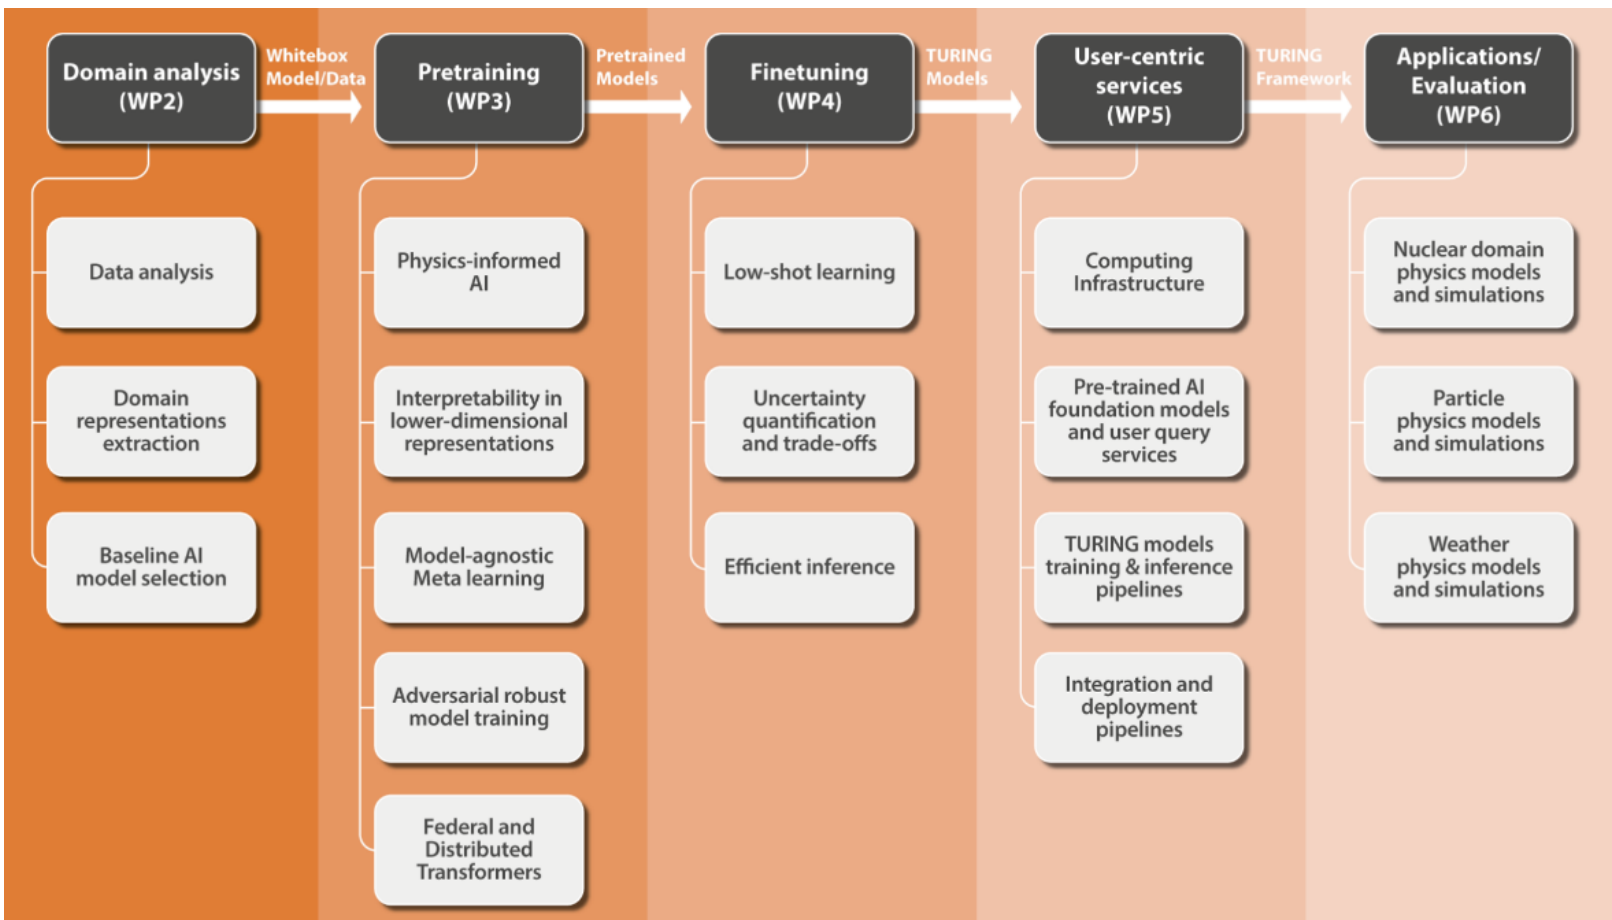 Domain analysis
(WP2)
Whitebox
Model/Data
Pretraining
(WP3)
Pretrained
Models
Finetuning
(WP4)
TURING
Models
User-centric
services
(WP5)
TURING
Framework
Applications/
Evaluation
(WP6)
Data analysis
Domain
representations
extraction
Baseline AI
model selection
Physics-informed
AI
Interpretability in
lower-dimensional
representations
Model-agnostic
Meta learning
Adversarial robust
model training
Federal and
Distributed
Transformers
Low-shot learning
Uncertainty
quantification
and trade-offs
Efficient inference
Computing
Infrastructure
Pre-trained AI
foundation models
and user query
services
TURING models
training & inference
pipelines
Integration and
deployment
pipelines
Nuclear domain
physics models
and simulations
Particle
physics models
and simulations
Weather
physics models
and simulations